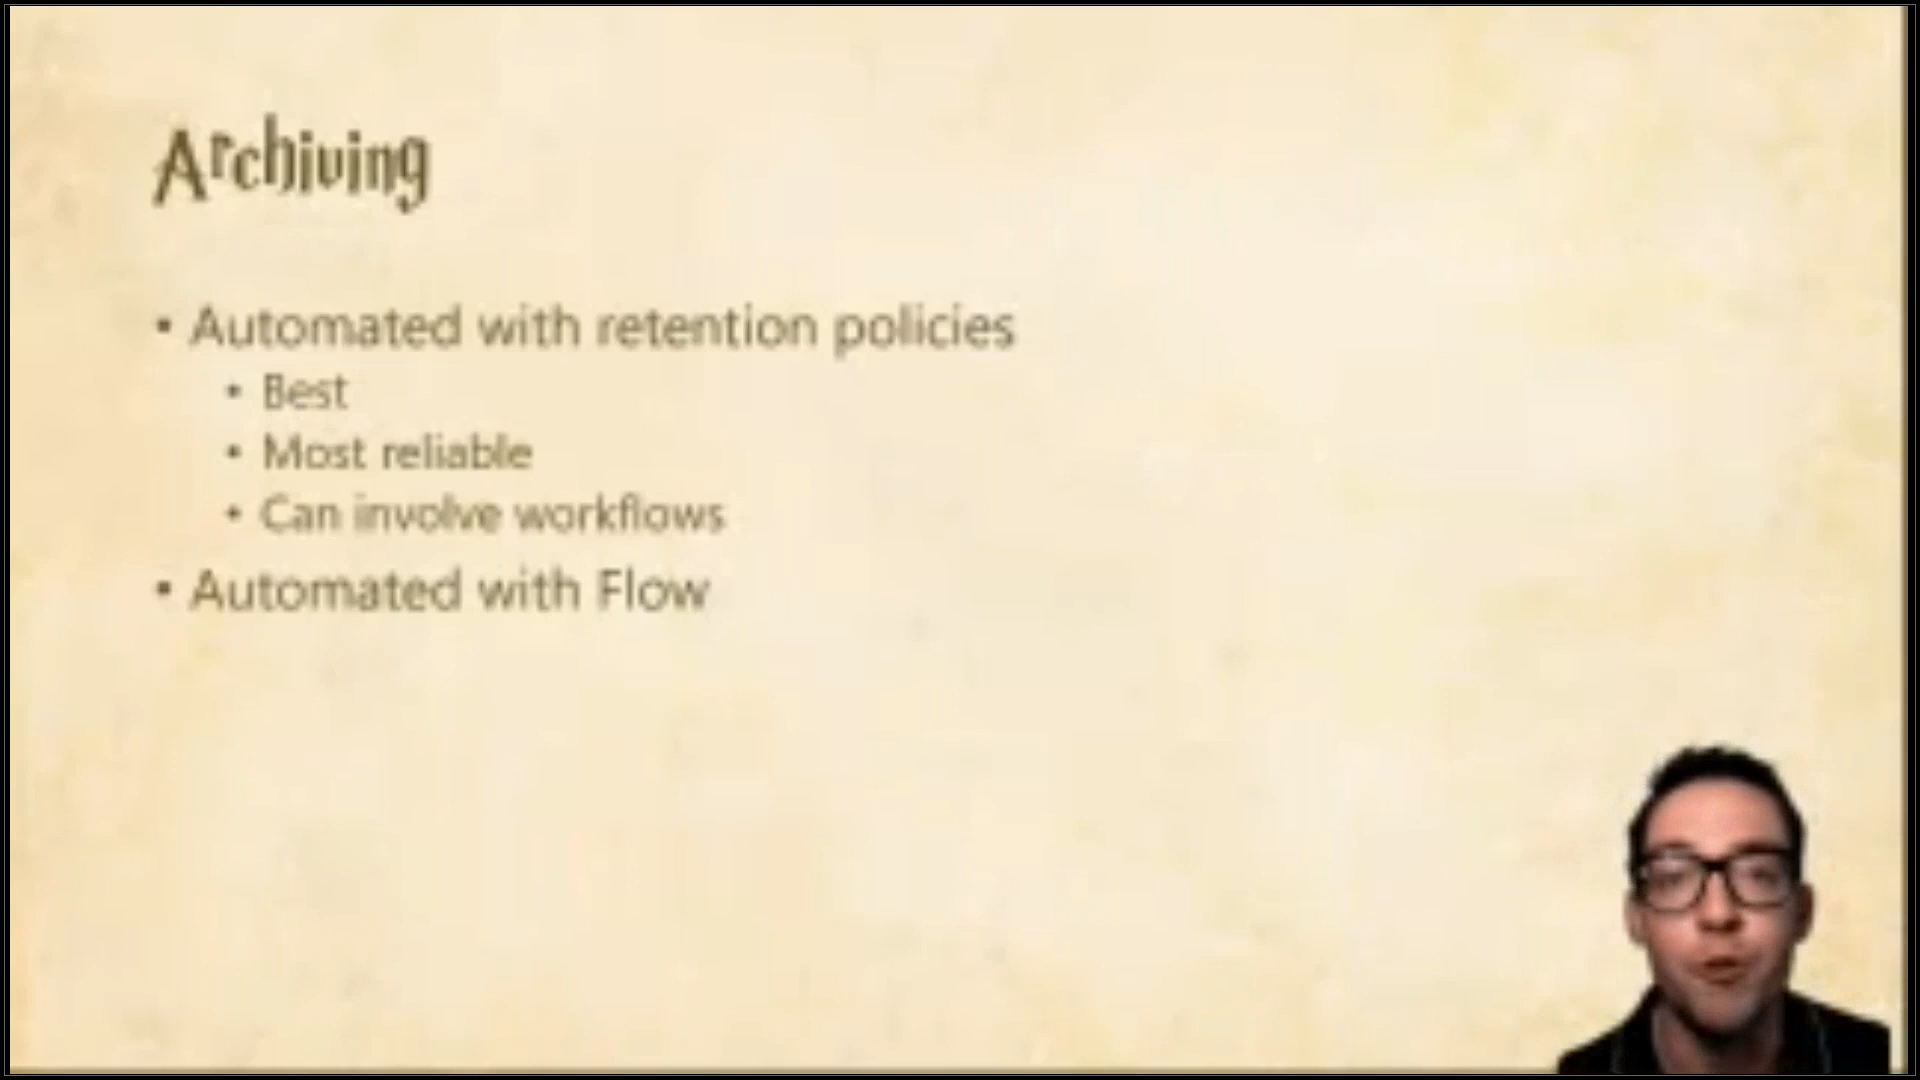 Archiving
• Automated with retention policies
• Best
• Most reliable
• Can involve workflows
• Automated with Flow